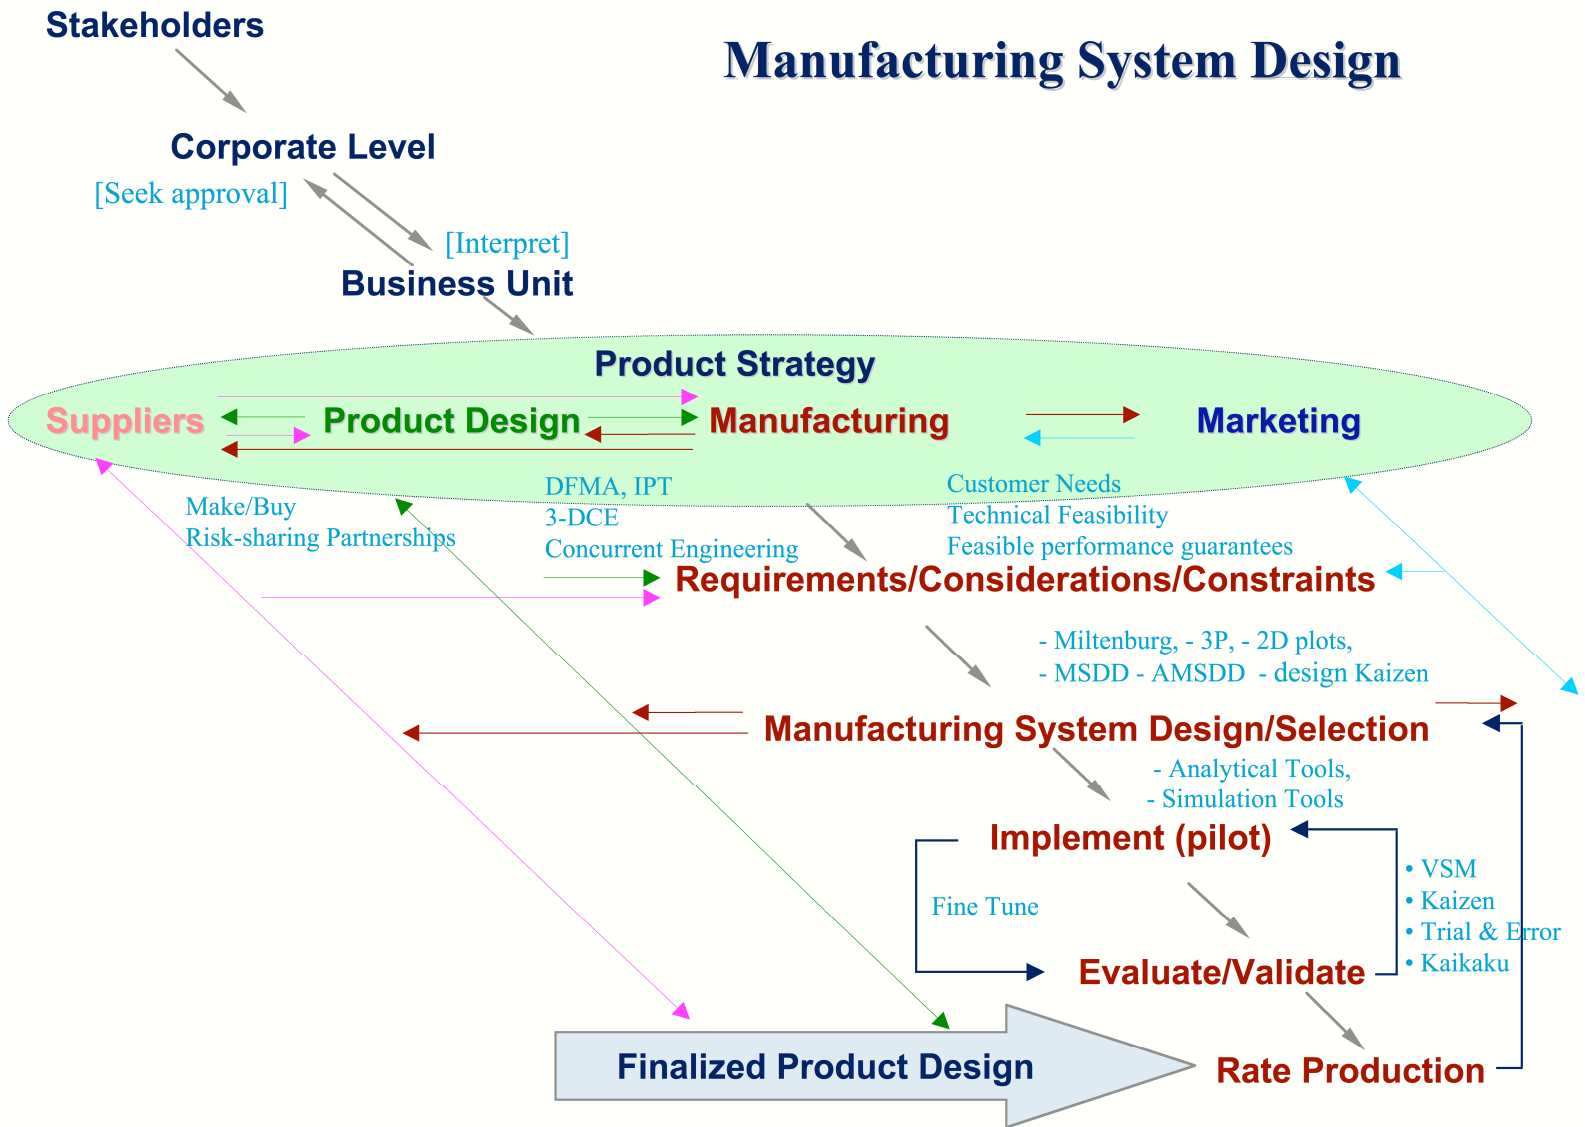 Stakeholders
Manufacturing System Design
Corporate Level
[Seek approval]
[Interpret]
Business Unit
Product Strategy
Suppliers
Product Design
Manufacturing
Marketing
Make/Buy
Risk-sharing Partnerships
DFMA, IPT
3-DCE
Concurrent Engineering
Customer Needs
Technical Feasibility
Feasible performance guarantees
Requirements/Considerations/Constraints
- Miltenburg, - 3P, - 2D plots,
- MSDD - AMSDD - design Kaizen
Manufacturing System Design/Selection
- Analytical Tools,
- Simulation Tools
Implement (pilot)
Fine Tune
• VSM
• Kaizen
• Trial & Error
• Kaikaku
Evaluate/Validate
Finalized Product Design
Rate Production